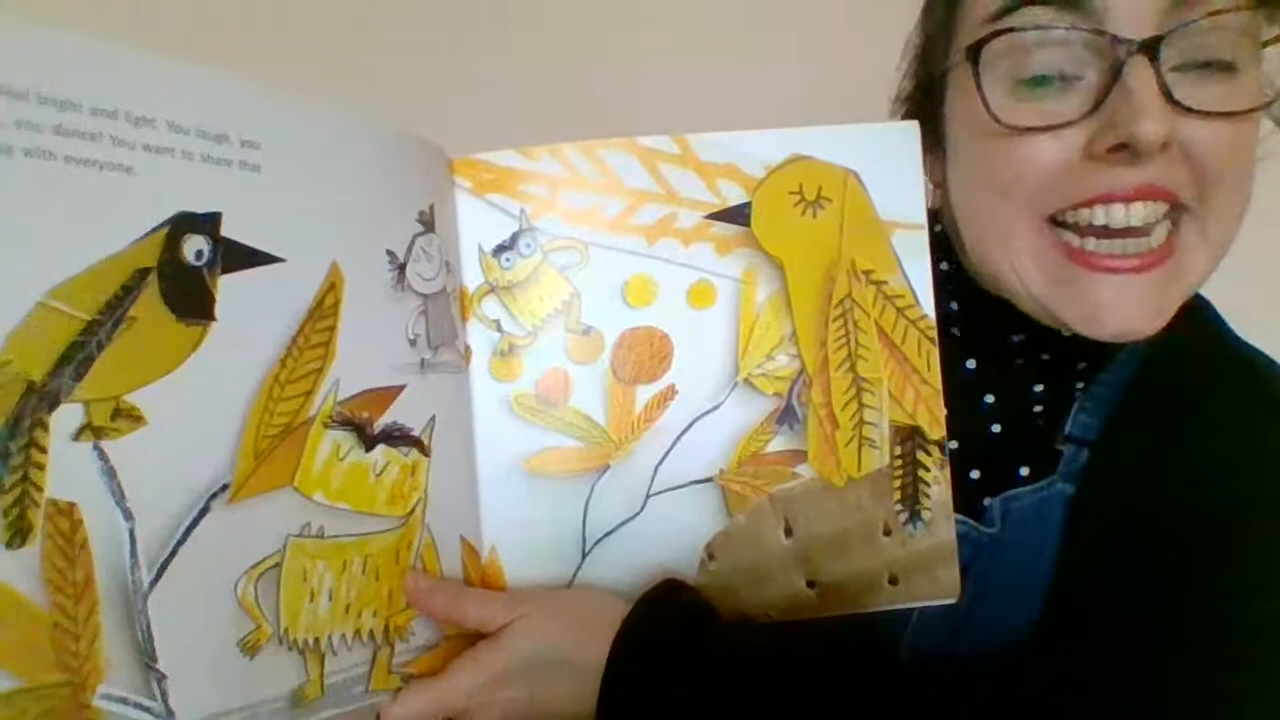 bright and light. You laugh, you
you dance! You want to share that
with everyone.